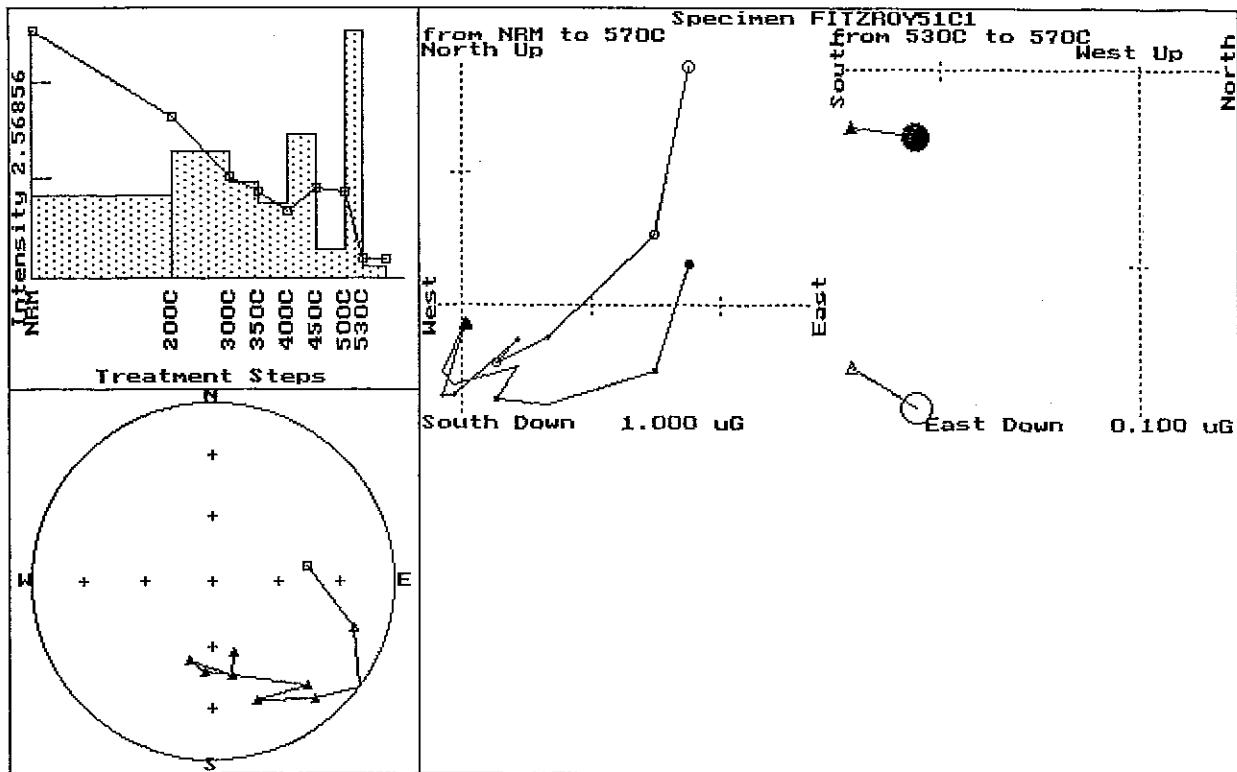 Specimen FITZROY51C1
from NRM to 570C
North Up
West
East
South Down 1.000 uG
from 530C to 570C
West Up
South
North
East Down 0.100 uG
Intensity 2.56856
NRM
200C
300C
350C
400C
450C
500C
530C
Treatment Steps
N
W
E
S